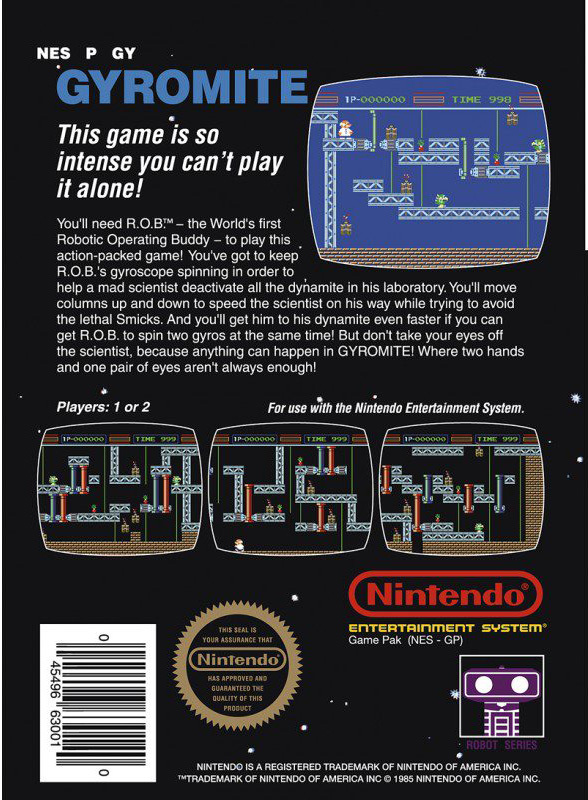 NES P GY
GYROMITE
This game is so
intense you can't play
it alone!
1P-000000 TIME 998
You'll need R.O.B.™ – the World's first
Robotic Operating Buddy – to play this
action-packed game! You've got to keep
R.O.B.'s gyroscope spinning in order to
help a mad scientist deactivate all the dynamite in his laboratory. You'll move
columns up and down to speed the scientist on his way while trying to avoid
the lethal Smicks. And you'll get him to his dynamite even faster if you can
get R.O.B. to spin two gyros at the same time! But don't take your eyes off
the scientist, because anything can happen in GYROMITE! Where two hands
and one pair of eyes aren't always enough!
Players: 1 or 2
For use with the Nintendo Entertainment System.
1P-000000 TIME 999
1P-000000 TIME 999
1P-000000 TIME 999
Nintendo®
ENTERTAINMENT SYSTEM®
Game Pak (NES - GP)
THIS SEAL IS
YOUR ASSURANCE THAT
Nintendo®
HAS APPROVED AND
GUARANTEED THE
QUALITY OF THIS
PRODUCT
0
45496 63001
0
ROBOT SERIES
NINTENDO IS A REGISTERED TRADEMARK OF NINTENDO OF AMERICA INC.
™TRADEMARK OF NINTENDO OF AMERICA INC © 1985 NINTENDO OF AMERICA INC.